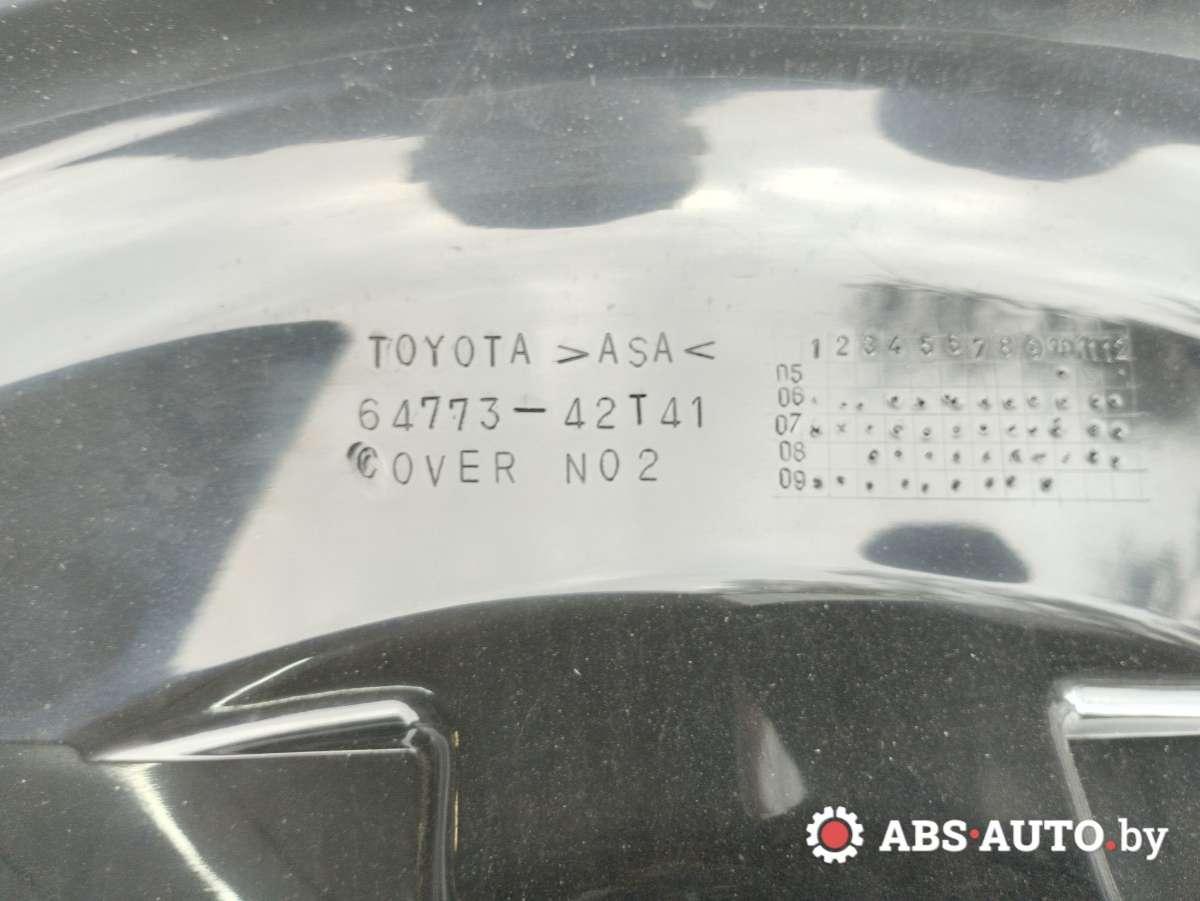 TOYOTA >ASA<
64773-42T41
COVER NO2
1 2 3 4 5 6 7 8 9 10 11 12
05
06
07
08
09
ABS·AUTO.by